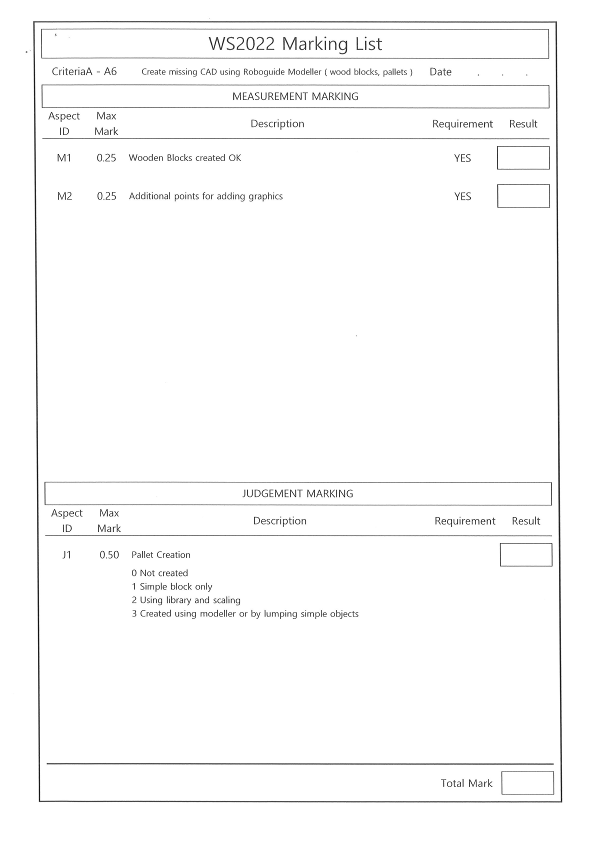 WS2022 Marking List
CriteriaA - A6 Create missing CAD using Roboguide Modeller ( wood blocks, pallets ) Date . . .
MEASUREMENT MARKING
Aspect ID Max Mark Description Requirement Result
M1 0.25 Wooden Blocks created OK YES
M2 0.25 Additional points for adding graphics YES
JUDGEMENT MARKING
Aspect ID Max Mark Description Requirement Result
J1 0.50 Pallet Creation
0 Not created
1 Simple block only
2 Using library and scaling
3 Created using modeller or by lumping simple objects
Total Mark